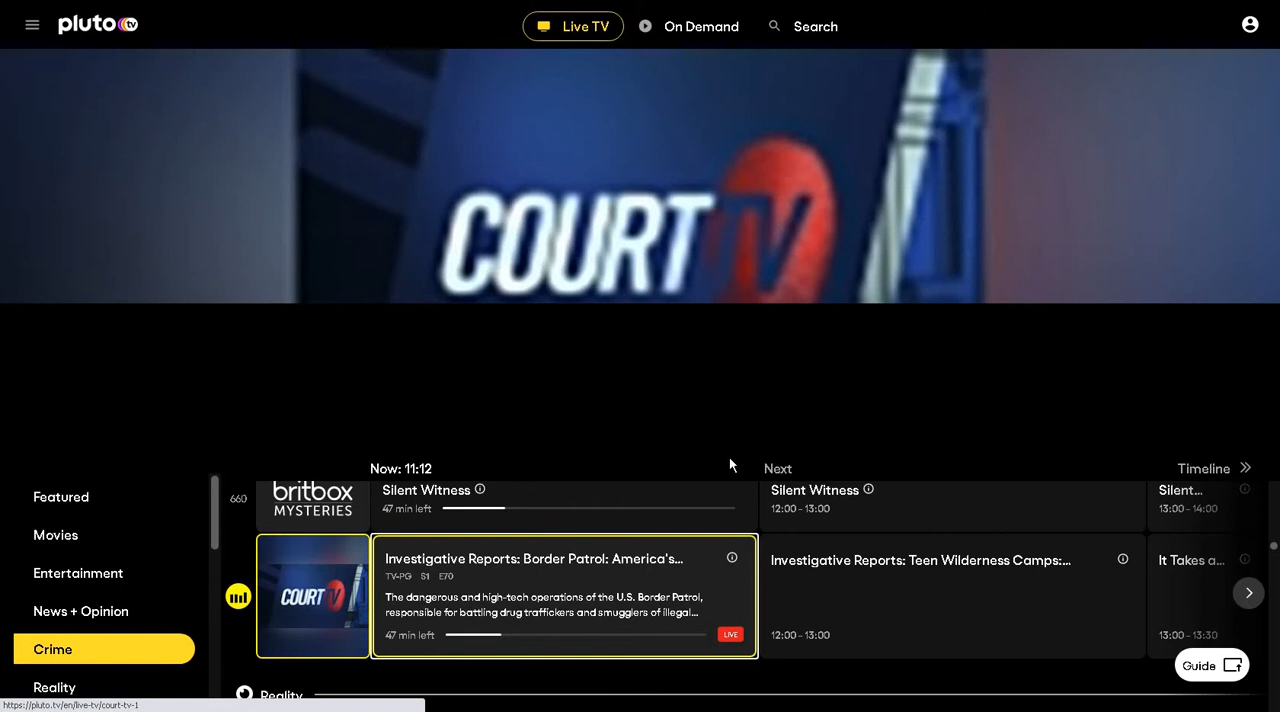 pluto tv
Live TV
On Demand
Search
COURT TV
Now: 11:12
Next
Timeline
Featured
Movies
Entertainment
News + Opinion
Crime
Reality
660
britbox
MYSTERIES
Silent Witness
47 min left
Silent Witness
12:00 - 13:00
Silent...
13:00 - 14:00
COURT TV
Investigative Reports: Border Patrol: America's...
TV-PG S1 E70
The dangerous and high-tech operations of the U.S. Border Patrol,
responsible for battling drug traffickers and smugglers of illegal...
47 min left
LIVE
Investigative Reports: Teen Wilderness Camps:...
12:00 - 13:00
It Takes a...
13:00 - 13:30
Guide
Reality
https://pluto.tv/en/live-tv/court-tv-1